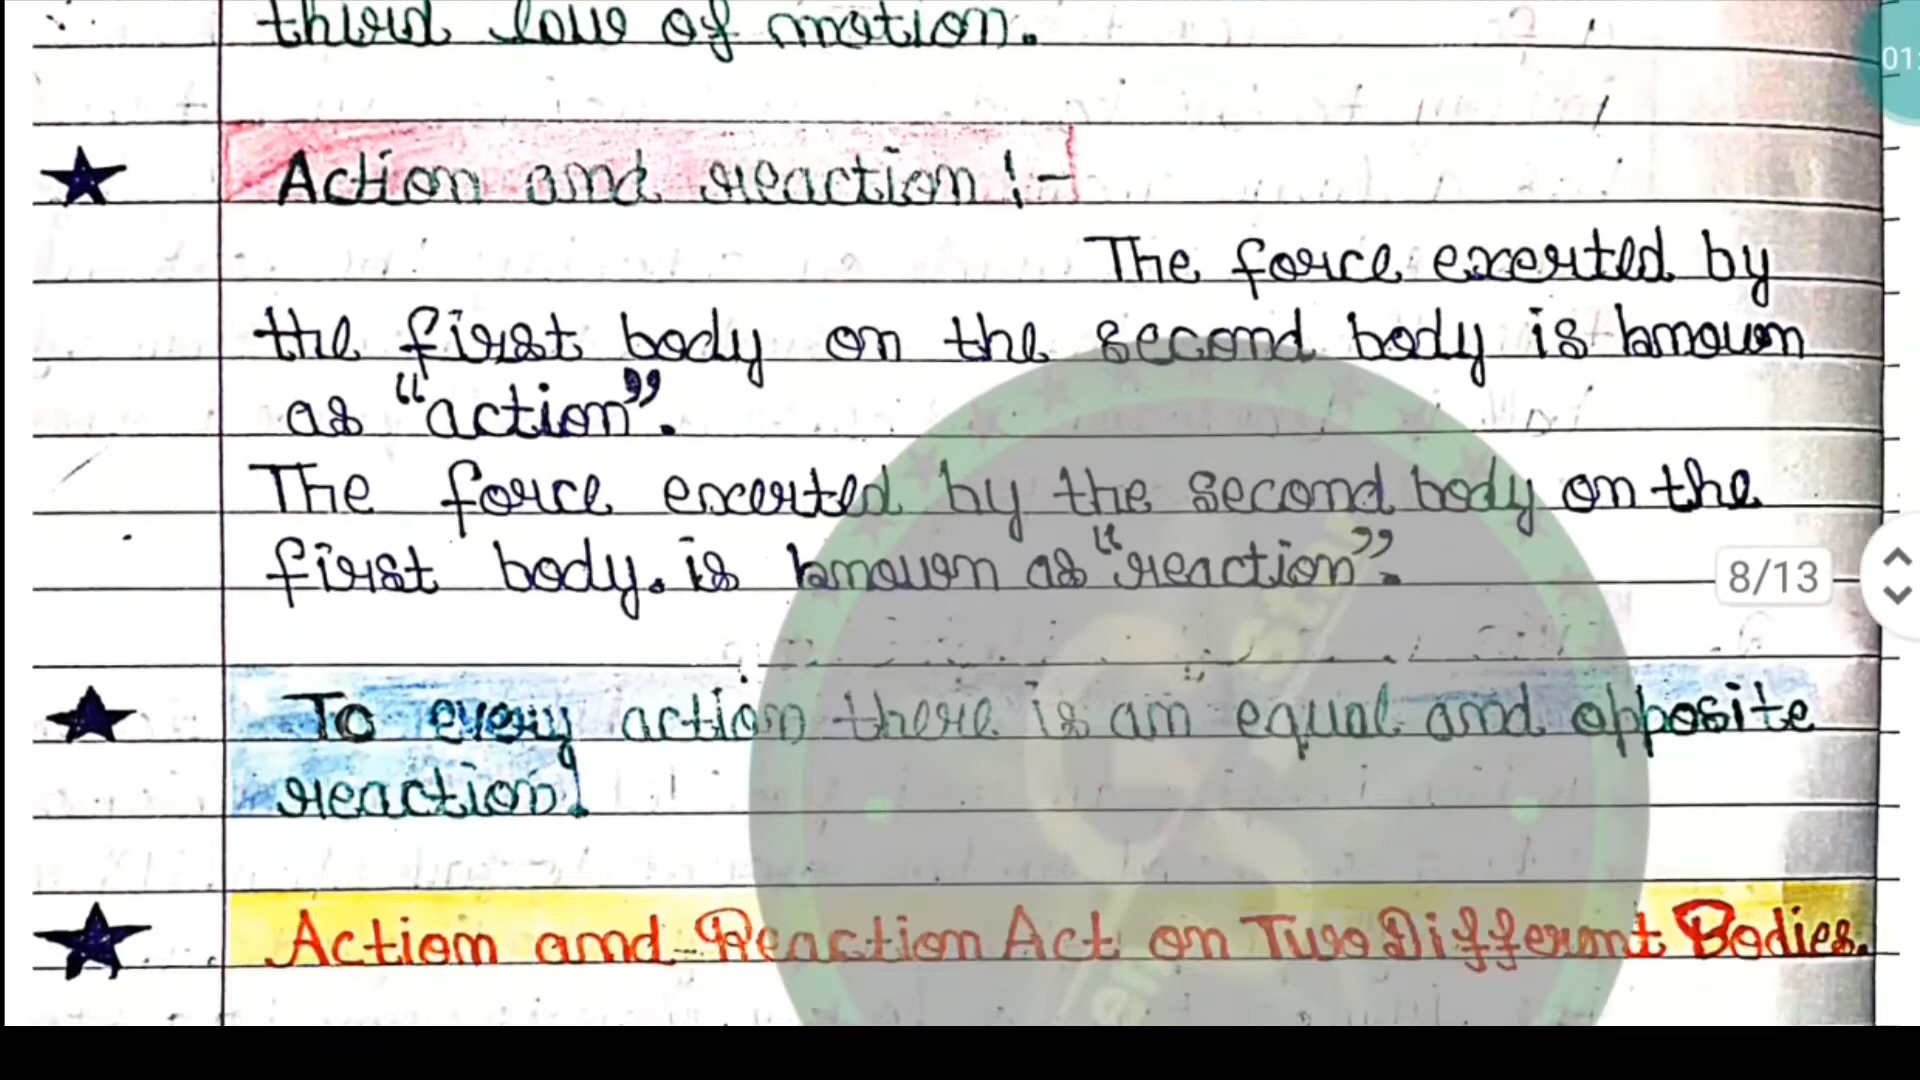 third law of motion.
01:
Action and reaction :-
The force exerted by
the first body on the second body is known
as "action".
The force exerted by the second body on the
first body. is known as "reaction".
8/13
To every action there is an equal and opposite
reaction.
Action and Reaction Act on Two Different Bodies.